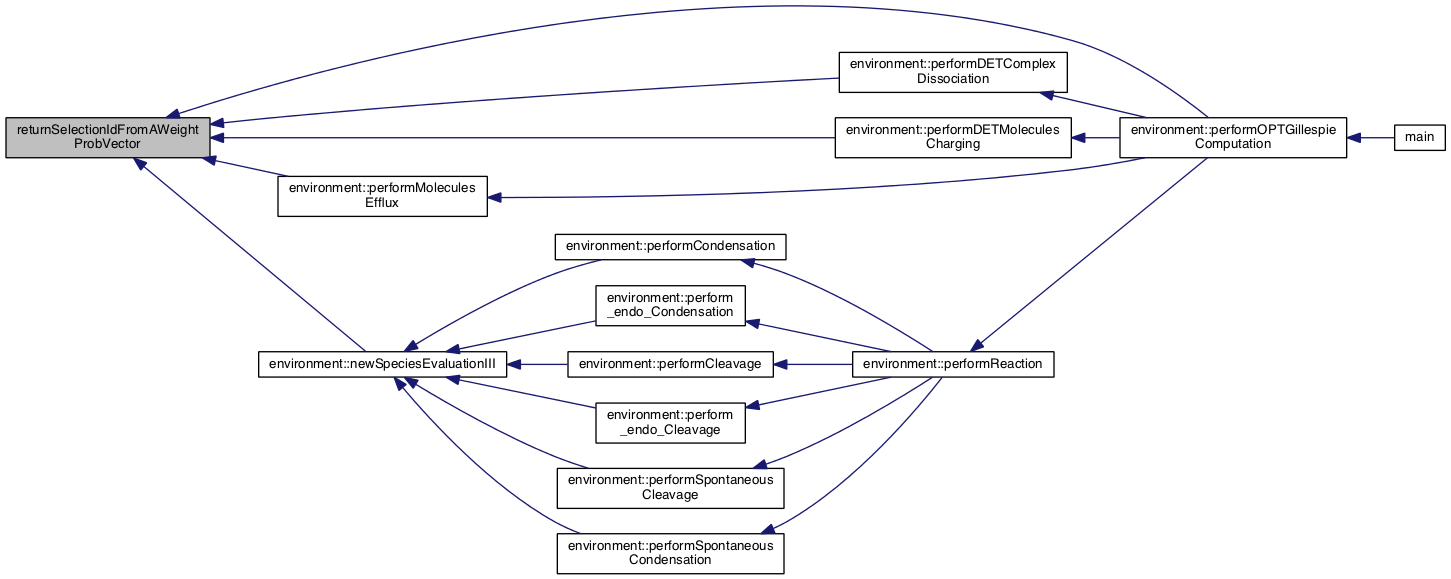 returnSelectionIdFromAWeight
ProbVector
environment::performDETComplex
Dissociation
environment::performDETMolecules
Charging
environment::performOPTGillespie
Computation
main
environment::performMolecules
Efflux
environment::performCondensation
environment::perform
_endo_Condensation
environment::newSpeciesEvaluationIII
environment::performCleavage
environment::performReaction
environment::perform
_endo_Cleavage
environment::performSpontaneous
Cleavage
environment::performSpontaneous
Condensation